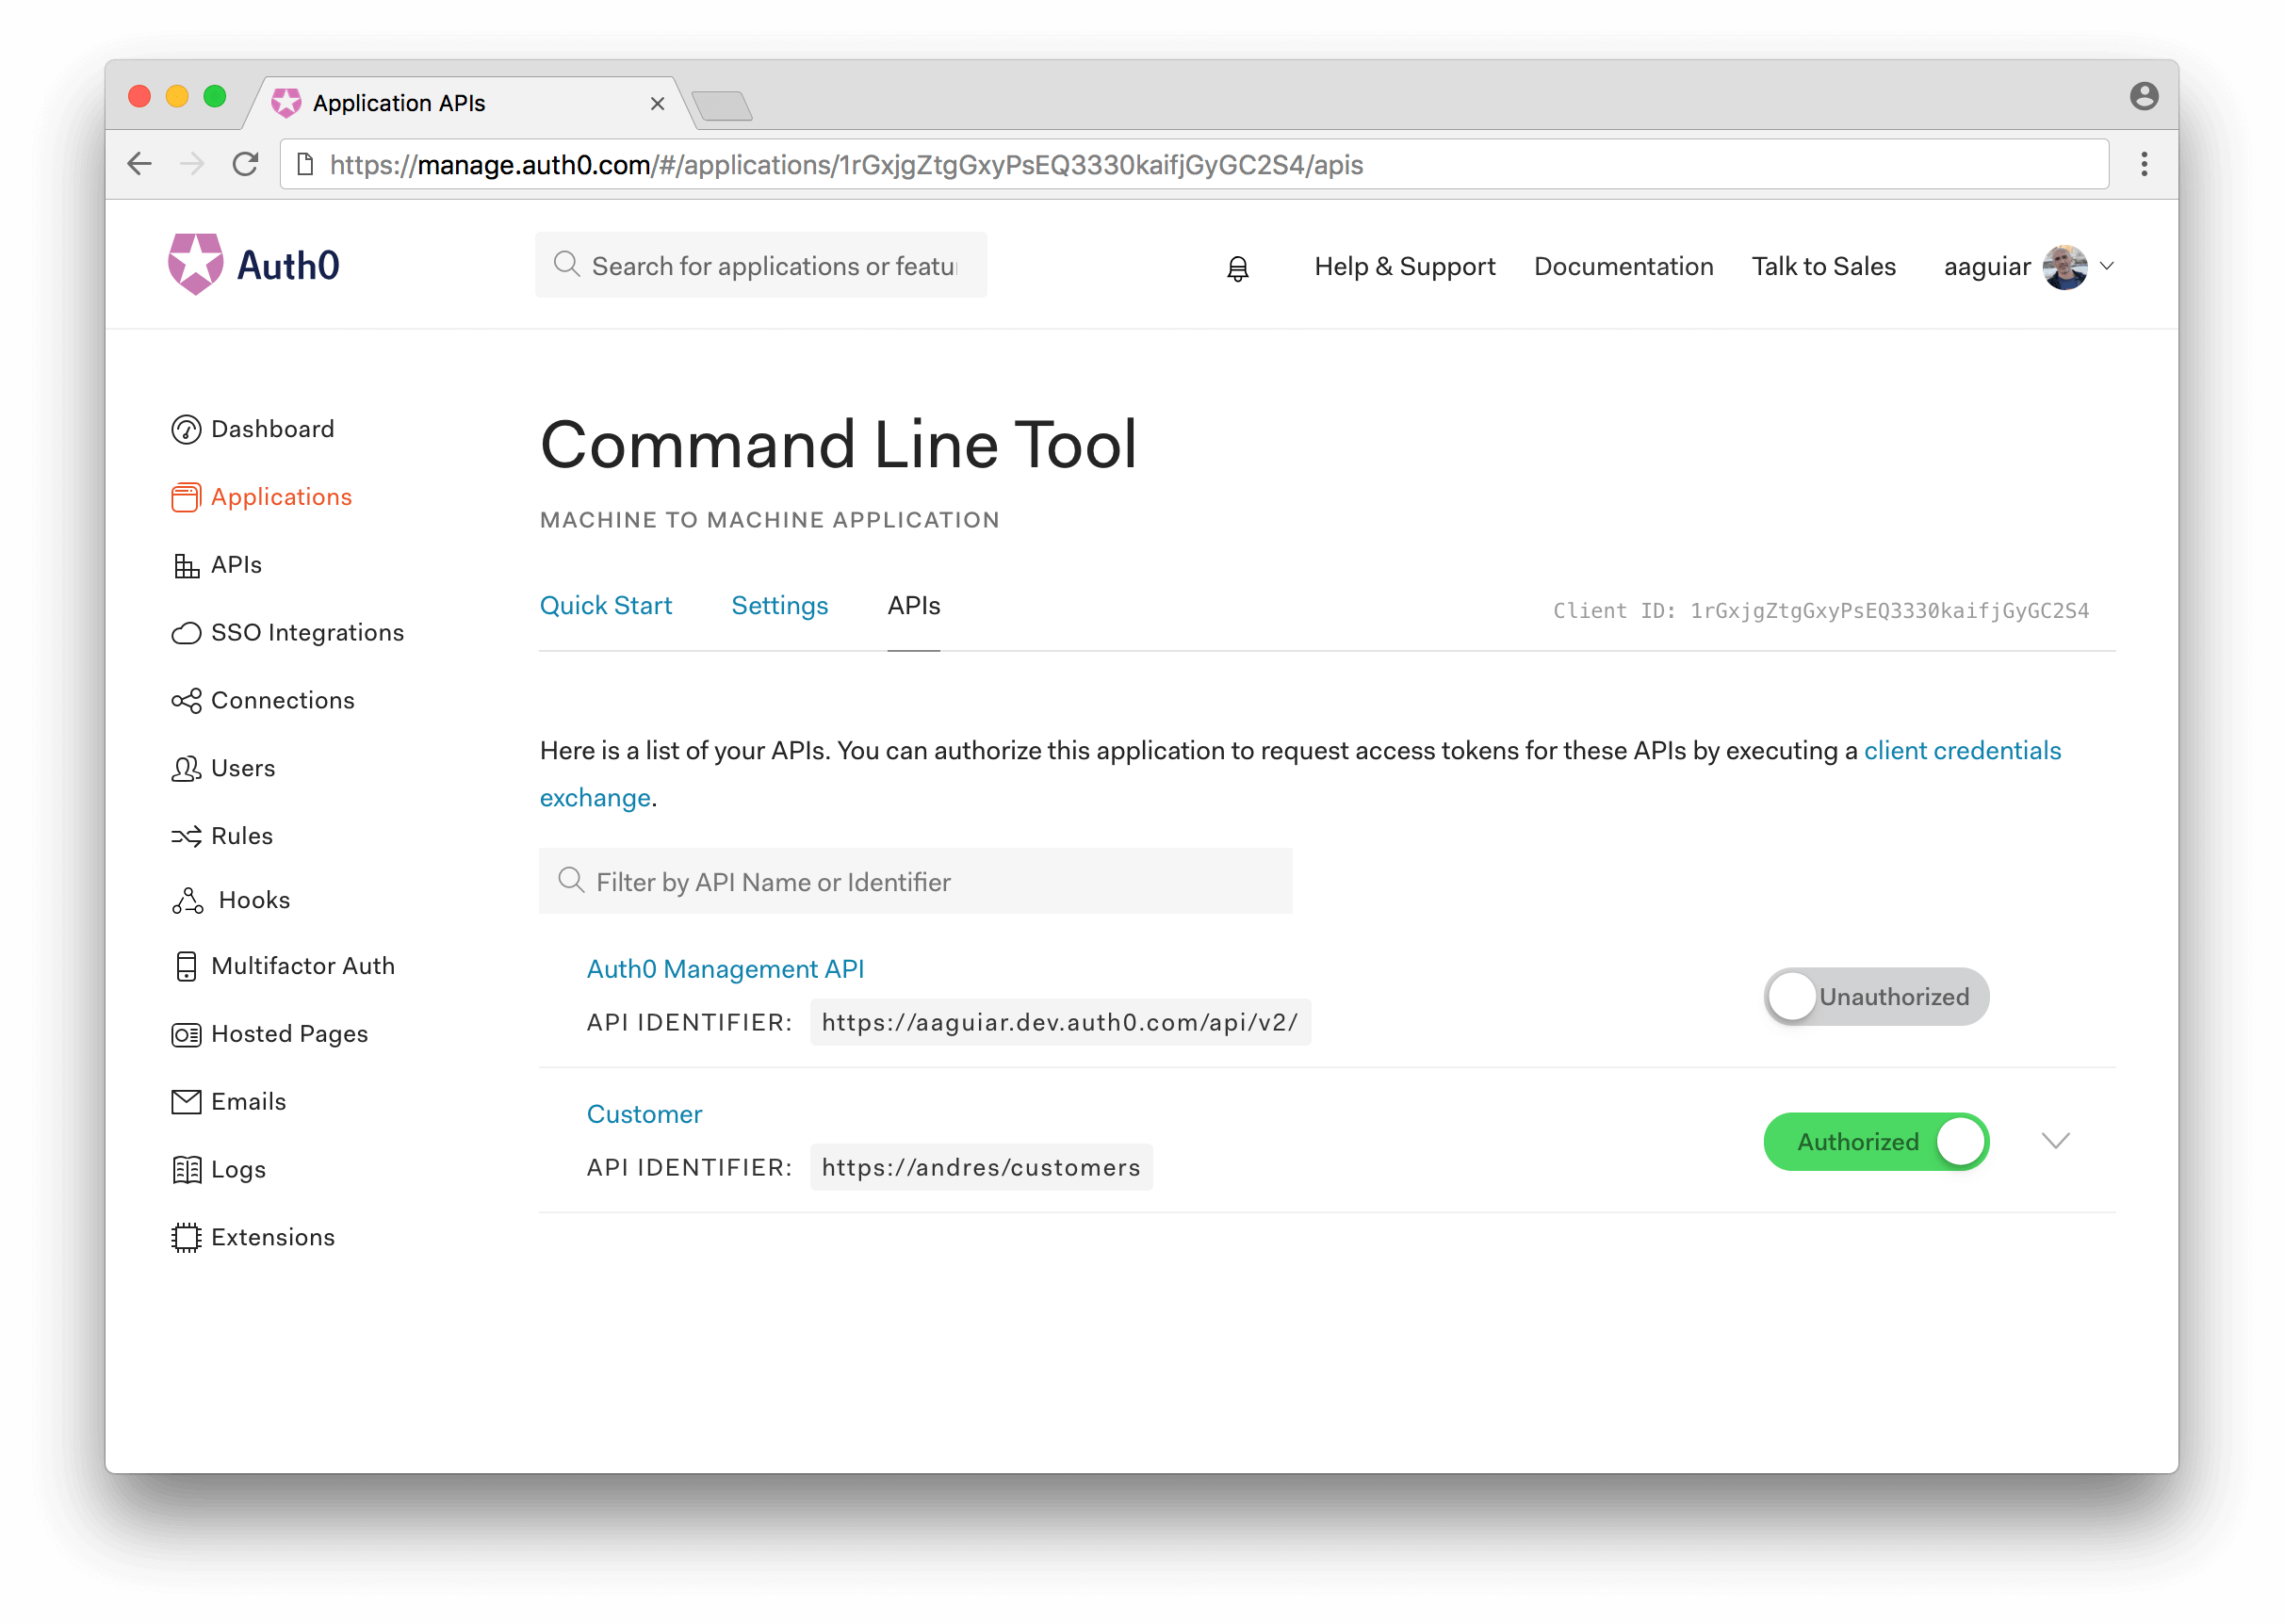 Application APIs
https://manage.auth0.com/#/applications/1rGxjgZtgGxyPsEQ3330kaifjGyGC2S4/apis
Auth0
Search for applications or featu
Help & Support
Documentation
Talk to Sales
aaguiar
Dashboard
Applications
APIs
SSO Integrations
Connections
Users
Rules
Hooks
Multifactor Auth
Hosted Pages
Emails
Logs
Extensions
Command Line Tool
MACHINE TO MACHINE APPLICATION
Quick Start
Settings
APIs
Client ID: 1rGxjgZtgGxyPsEQ3330kaifjGyGC2S4
Here is a list of your APIs. You can authorize this application to request access tokens for these APIs by executing a client credentials
exchange.
Filter by API Name or Identifier
Auth0 Management API
API IDENTIFIER: https://aaguiar.dev.auth0.com/api/v2/
Unauthorized
Customer
API IDENTIFIER: https://andres/customers
Authorized